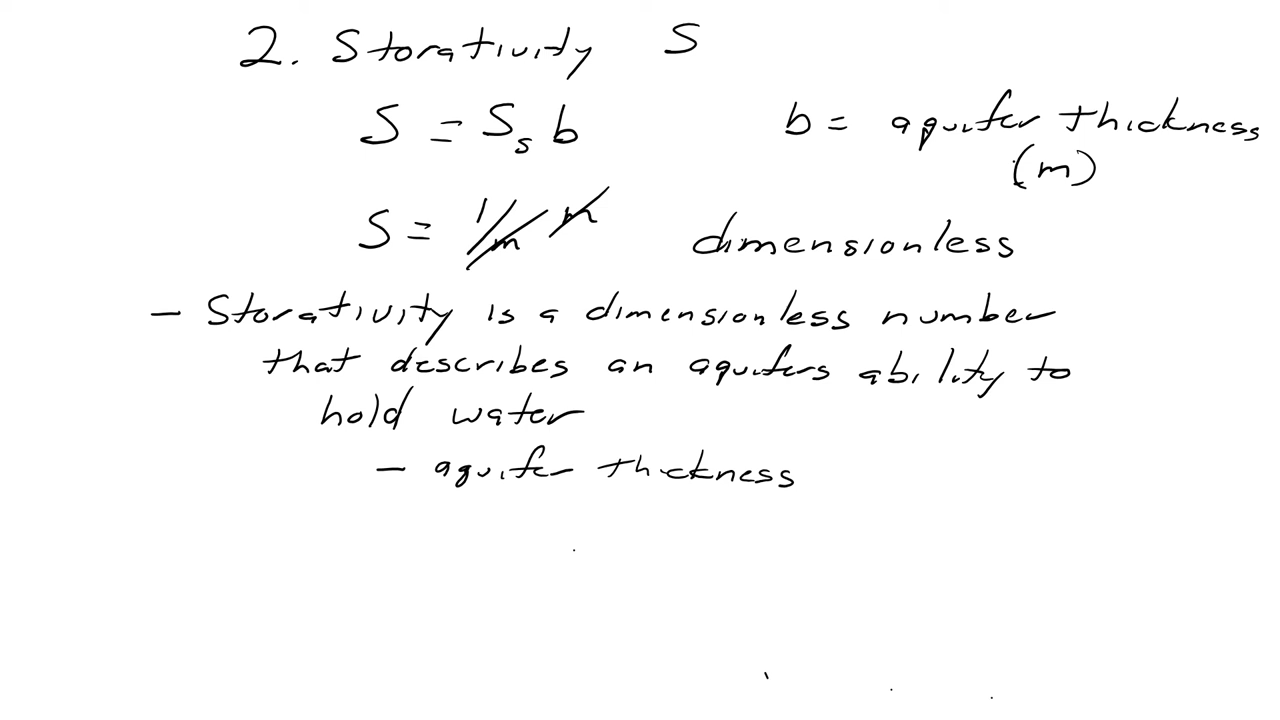 2. Storativity S
S = Ss b b = aquifer thickness
(m)
S = 1/m m dimensionless
- Storativity is a dimensionless number
that describes an aquifers ability to
hold water
- aquifer thickness